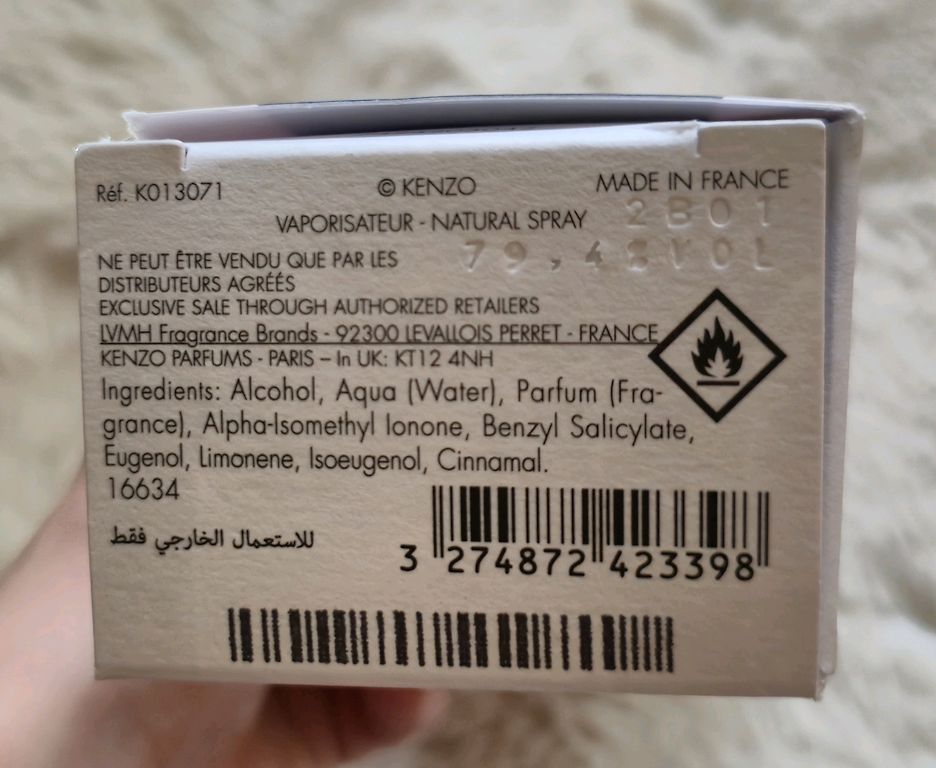 Réf. K013071 © KENZO MADE IN FRANCE
VAPORISATEUR - NATURAL SPRAY 2B01
NE PEUT ÊTRE VENDU QUE PAR LES 79,4%VOL
DISTRIBUTEURS AGRÉÉS
EXCLUSIVE SALE THROUGH AUTHORIZED RETAILERS
LVMH Fragrance Brands - 92300 LEVALLOIS PERRET - FRANCE
KENZO PARFUMS - PARIS – In UK: KT12 4NH
Ingredients: Alcohol, Aqua (Water), Parfum (Fra-
grance), Alpha-Isomethyl Ionone, Benzyl Salicylate,
Eugenol, Limonene, Isoeugenol, Cinnamal.
16634
للاستعمال الخارجي فقط
3 274872 423398